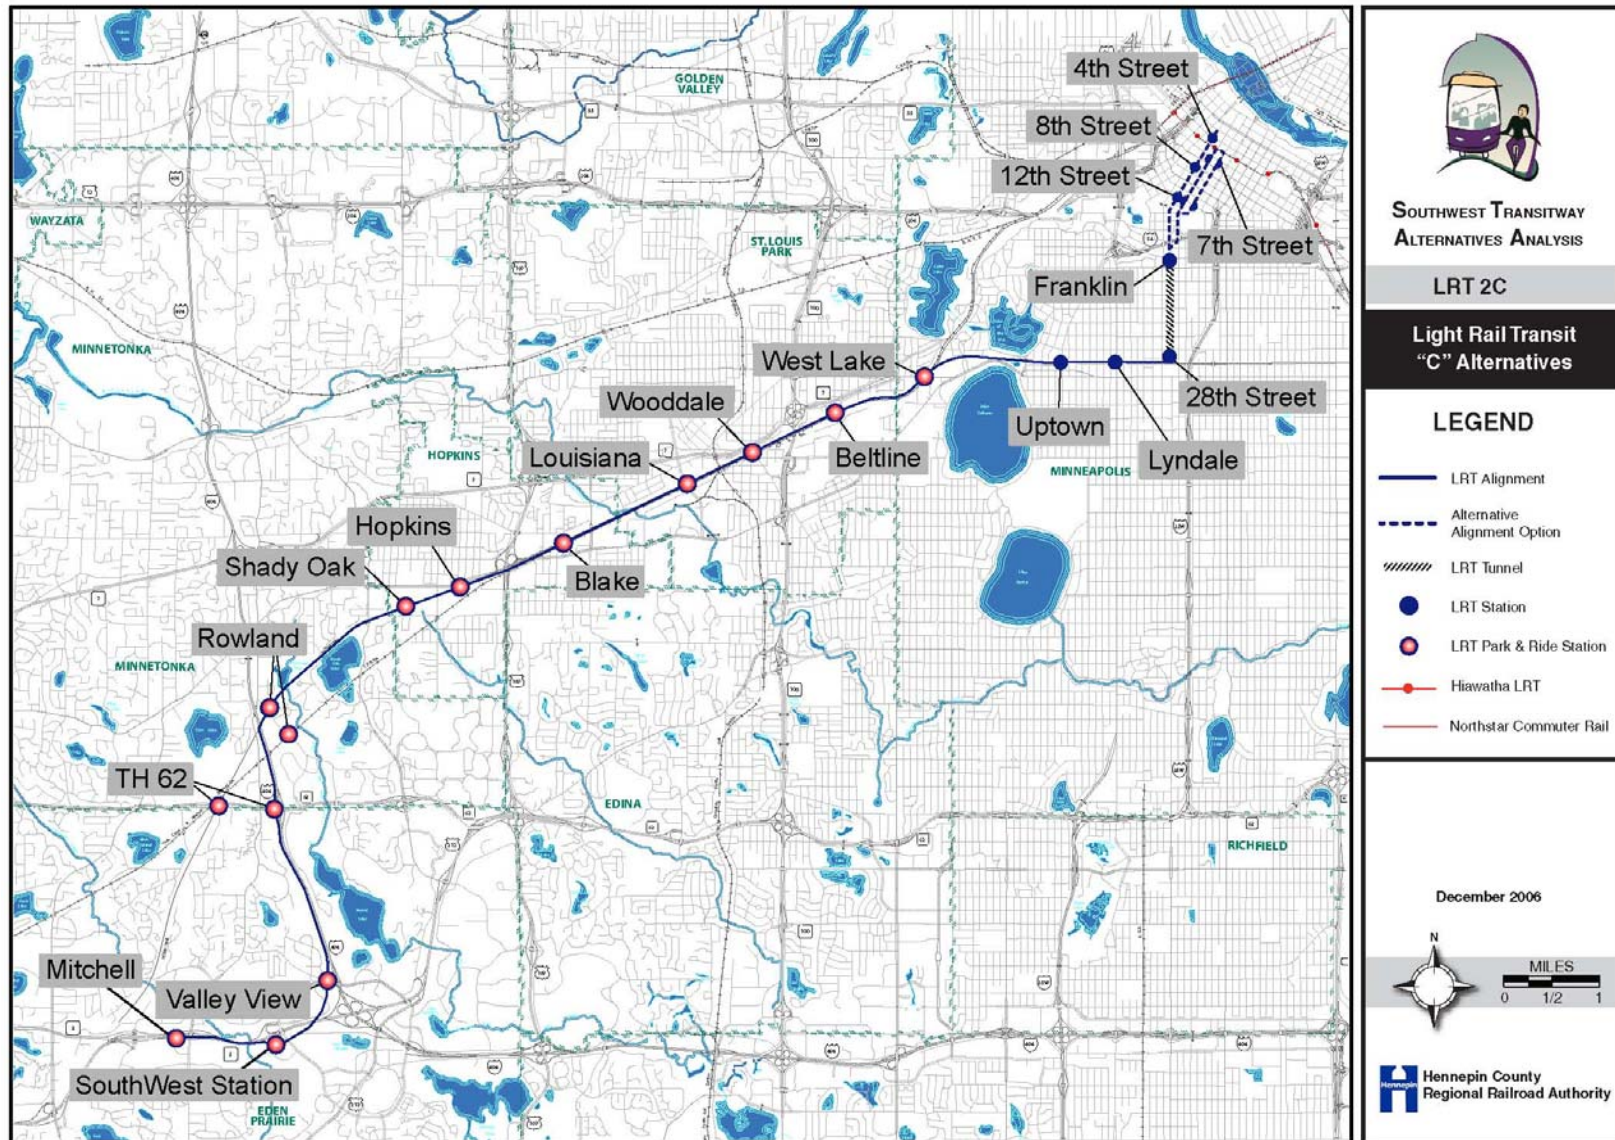 4th Street
GOLDEN
VALLEY
8th Street
12th Street
WAYZATA
ST.LOUIS
PARK
7th Street
Franklin
MINNETONKA
West Lake
Wooddale
28th Street
Uptown
HOPKINS
Louisiana
Beltline
Lyndale
MINNEAPOLIS
Hopkins
Shady Oak
Blake
Rowland
MINNETONKA
TH 62
EDINA
RICHFIELD
Mitchell
Valley View
SouthWest Station
EDEN
PRAIRIE
SOUTHWEST TRANSITWAY
ALTERNATIVES ANALYSIS
LRT 2C
Light Rail Transit
“C” Alternatives
LEGEND
LRT Alignment
Alternative
Alignment Option
LRT Tunnel
LRT Station
LRT Park & Ride Station
Hiawatha LRT
Northstar Commuter Rail
December 2006
N
MILES
0 1/2 1
Hennepin
Hennepin County
Regional Railroad Authority